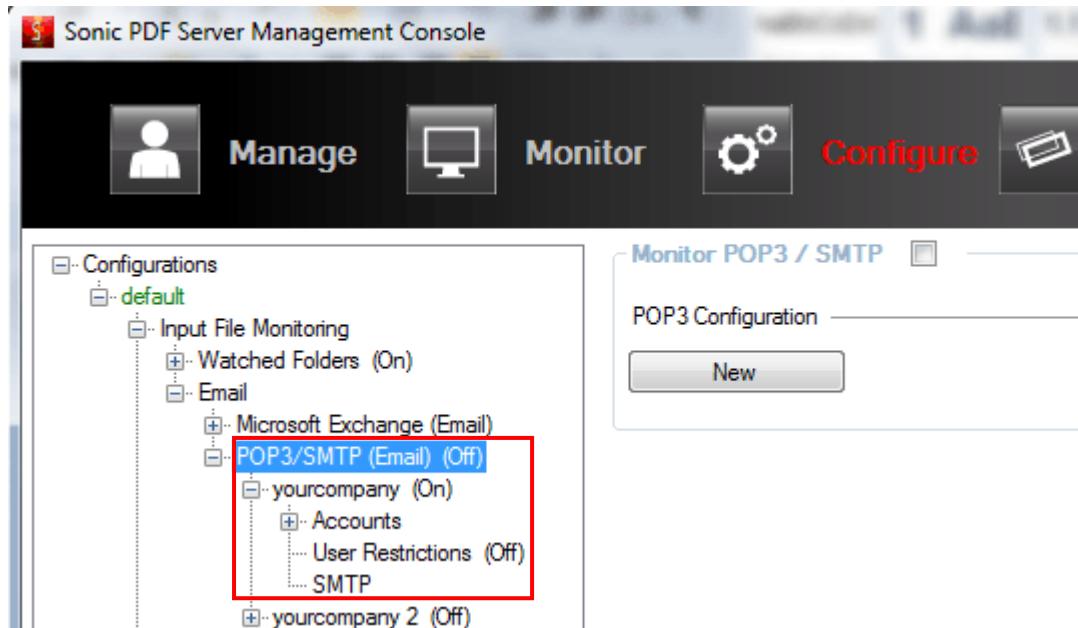 Sonic PDF Server Management Console
Manage Monitor Configure
Configurations
default
Input File Monitoring
Watched Folders (On)
Email
Microsoft Exchange (Email)
POP3/SMTP (Email) (Off)
yourcompany (On)
Accounts
User Restrictions (Off)
SMTP
yourcompany 2 (Off)
Monitor POP3 / SMTP
POP3 Configuration
New